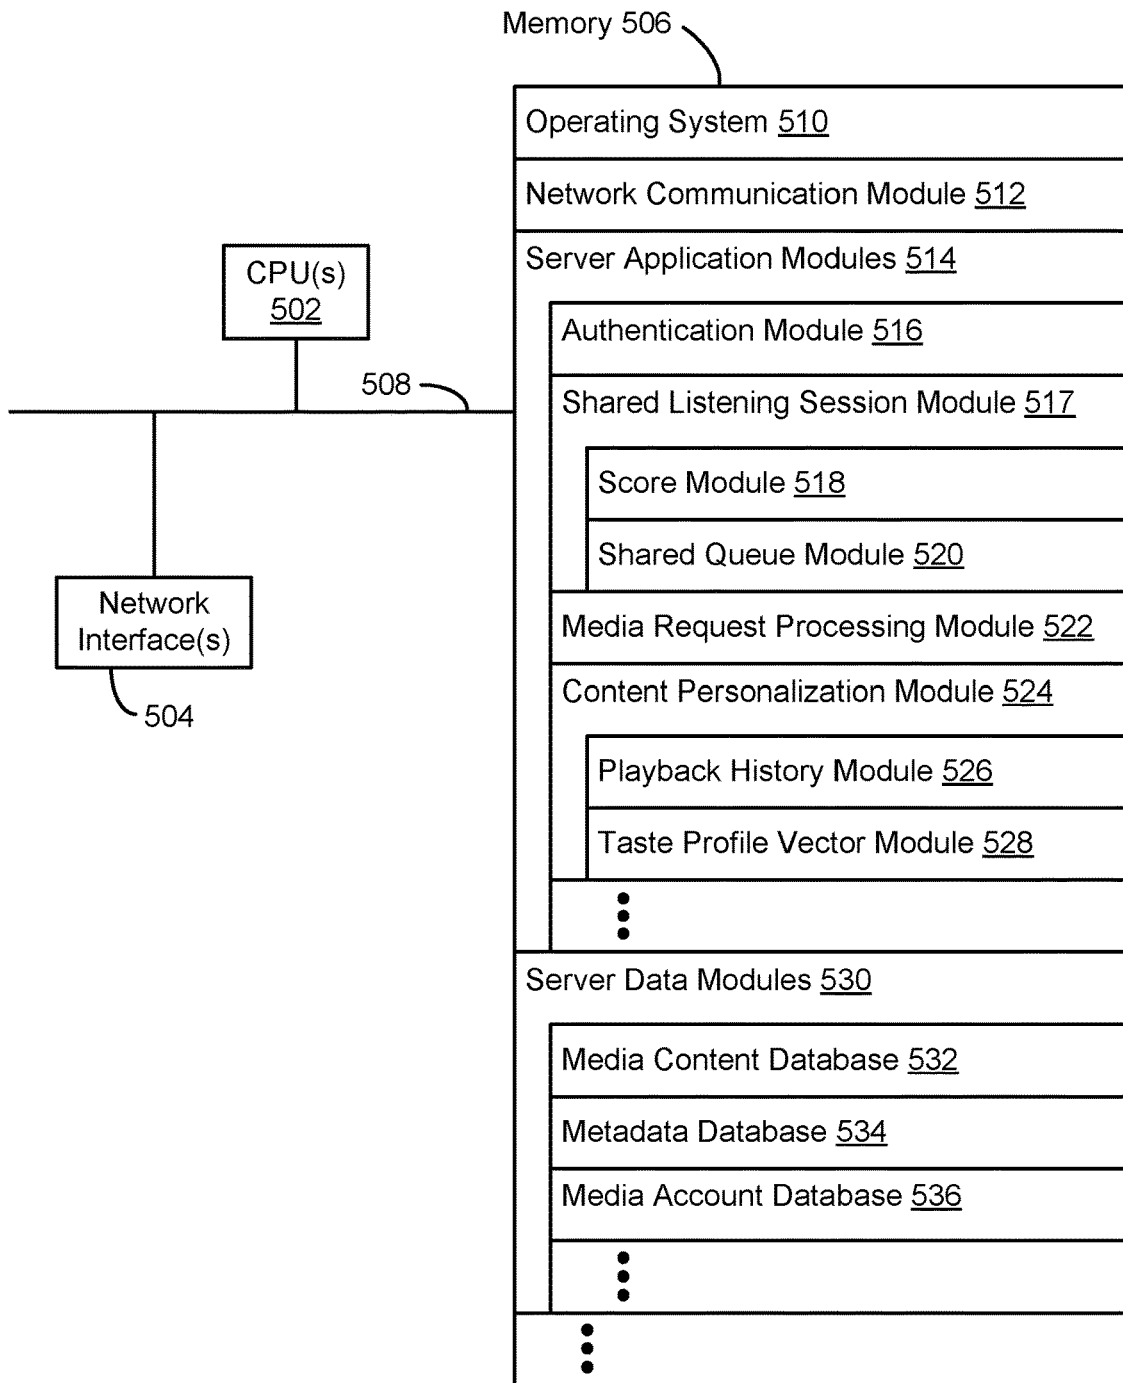 Memory 506
Operating System 510
Network Communication Module 512
Server Application Modules 514
CPU(s)
502
Authentication Module 516
508
Shared Listening Session Module 517
Score Module 518
Shared Queue Module 520
Network
Interface(s)
504
Media Request Processing Module 522
Content Personalization Module 524
Playback History Module 526
Taste Profile Vector Module 528
Server Data Modules 530
Media Content Database 532
Metadata Database 534
Media Account Database 536